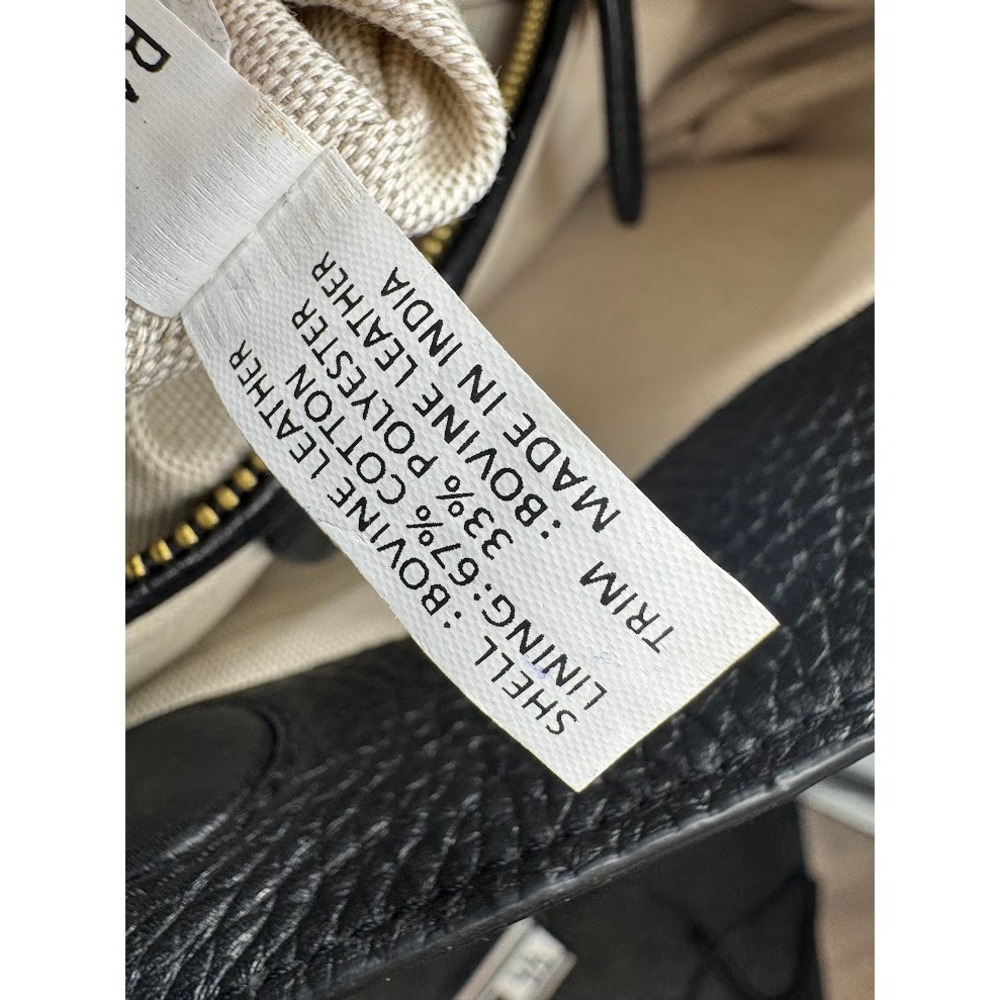 SHELL :BOVINE LEATHER
LINING:67% COTTON
33% POLYESTER
TRIM :BOVINE LEATHER
MADE IN INDIA